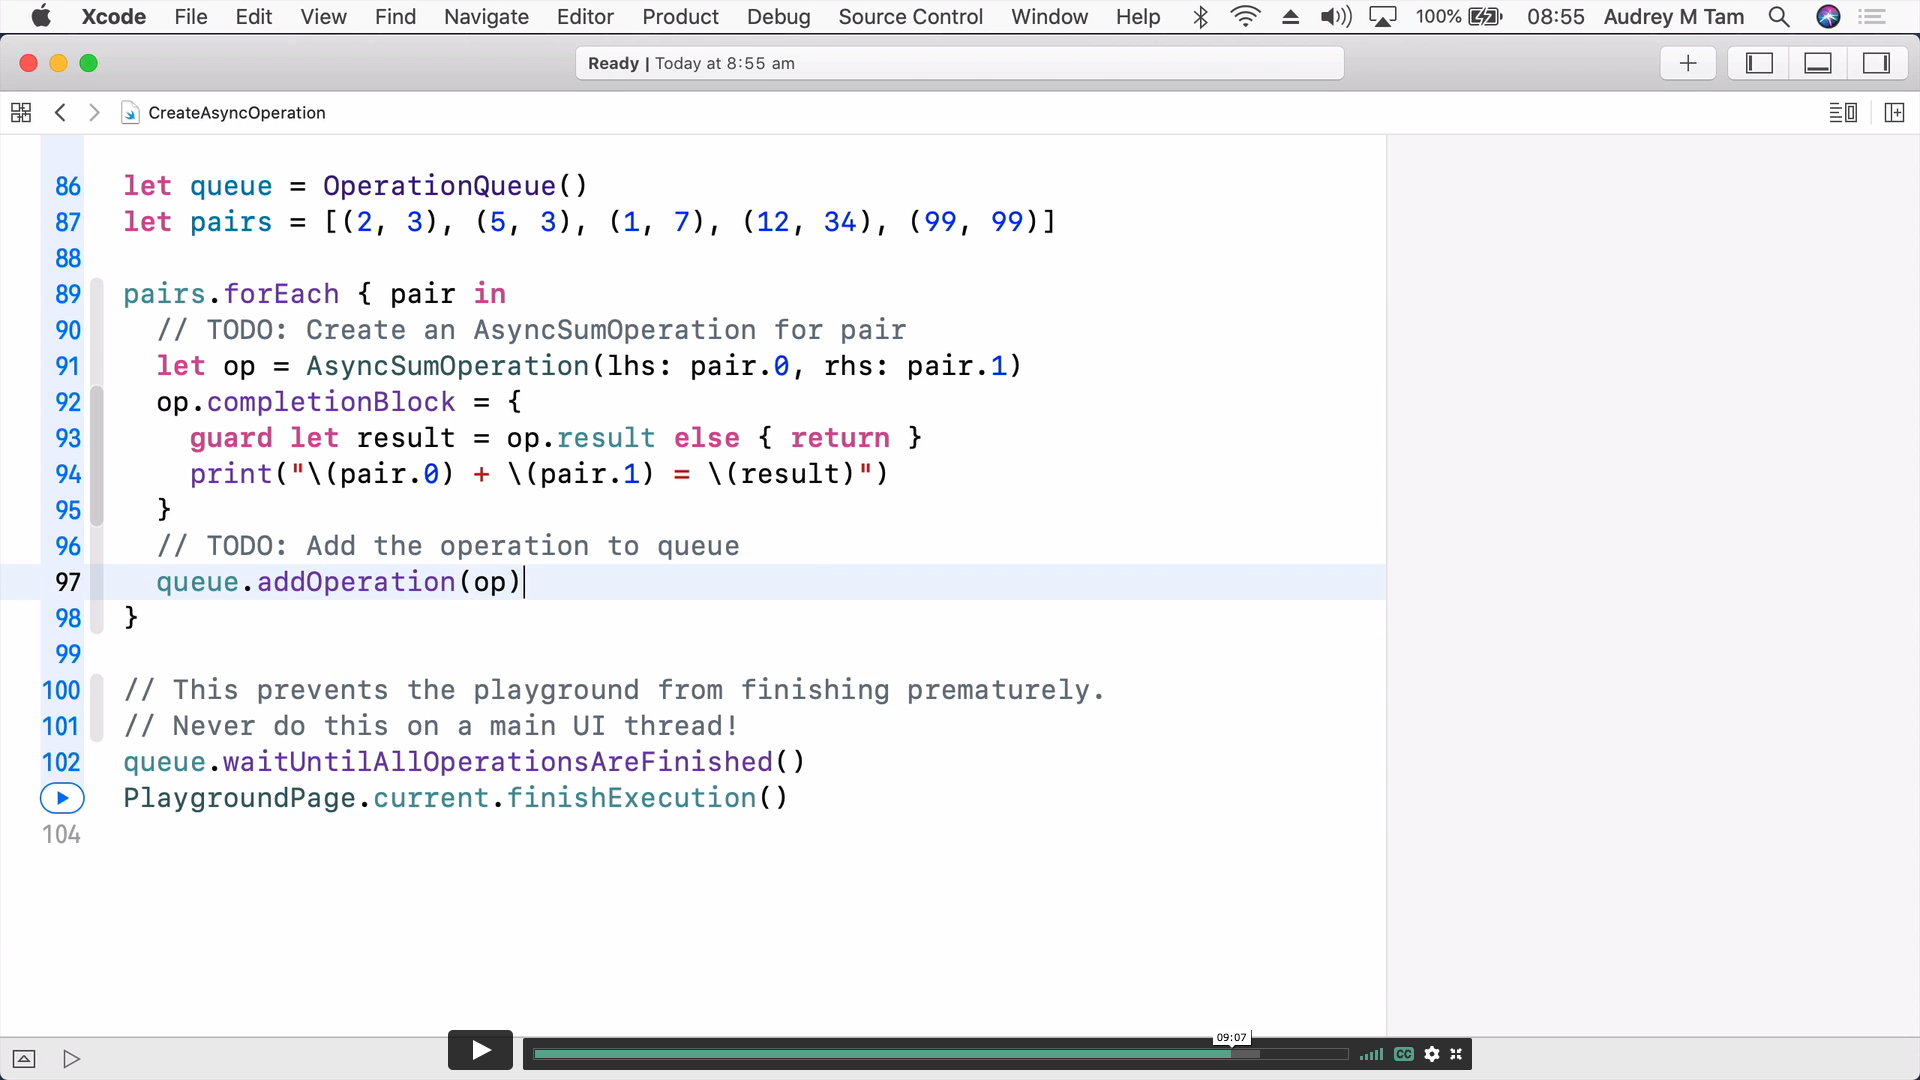 Xcode File Edit View Find Navigate Editor Product Debug Source Control Window Help 100% 08:55 Audrey M Tam
Ready | Today at 8:55 am
CreateAsyncOperation
86 let queue = OperationQueue()
87 let pairs = [(2, 3), (5, 3), (1, 7), (12, 34), (99, 99)]
88
89 pairs.forEach { pair in
90 // TODO: Create an AsyncSumOperation for pair
91 let op = AsyncSumOperation(lhs: pair.0, rhs: pair.1)
92 op.completionBlock = {
93 guard let result = op.result else { return }
94 print("\(pair.0) + \(pair.1) = \(result)")
95 }
96 // TODO: Add the operation to queue
97 queue.addOperation(op)
98 }
99
100 // This prevents the playground from finishing prematurely.
101 // Never do this on a main UI thread!
102 queue.waitUntilAllOperationsAreFinished()
PlaygroundPage.current.finishExecution()
104
09:07
CC